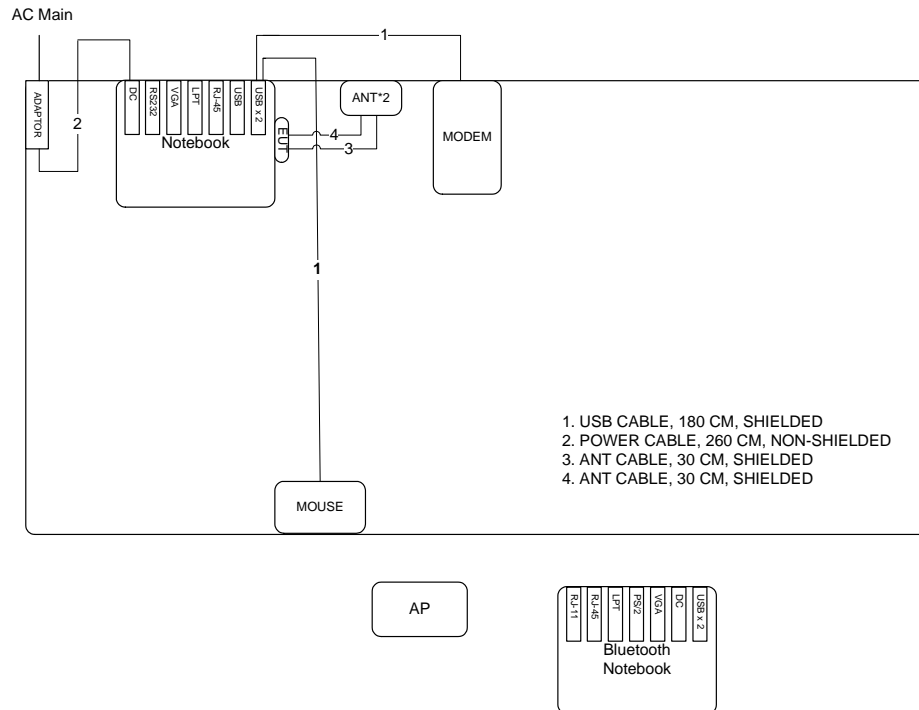 AC Main
1
ADAPTOR
2
DC
RS232
VGA
LPT
RJ-45
USB
USB x 2
Notebook
EUT
4
3
ANT*2
MODEM
1
1. USB CABLE, 180 CM, SHIELDED
2. POWER CABLE, 260 CM, NON-SHIELDED
3. ANT CABLE, 30 CM, SHIELDED
4. ANT CABLE, 30 CM, SHIELDED
MOUSE
AP
RJ-11
RJ-45
LPT
PS/2
VGA
DC
USB x 2
Bluetooth
Notebook